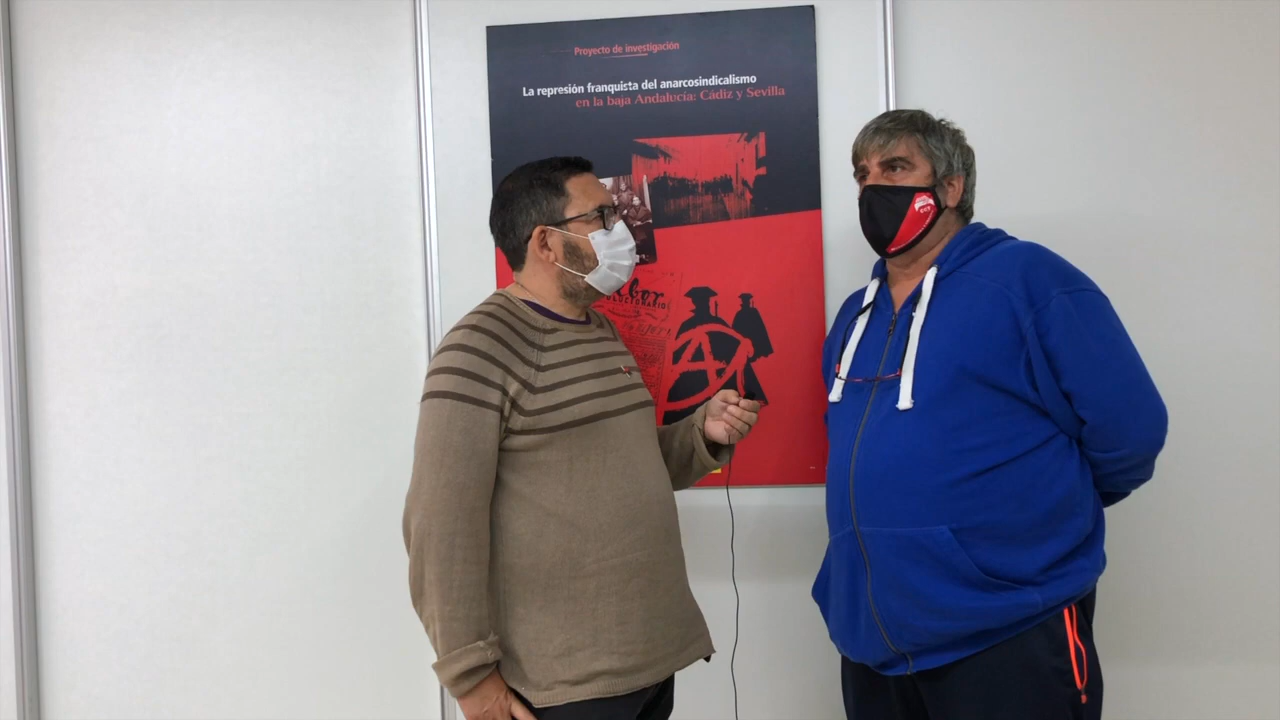 Proyecto de investigación
La represión franquista del anarcosindicalismo
en la baja Andalucía: Cádiz y Sevilla